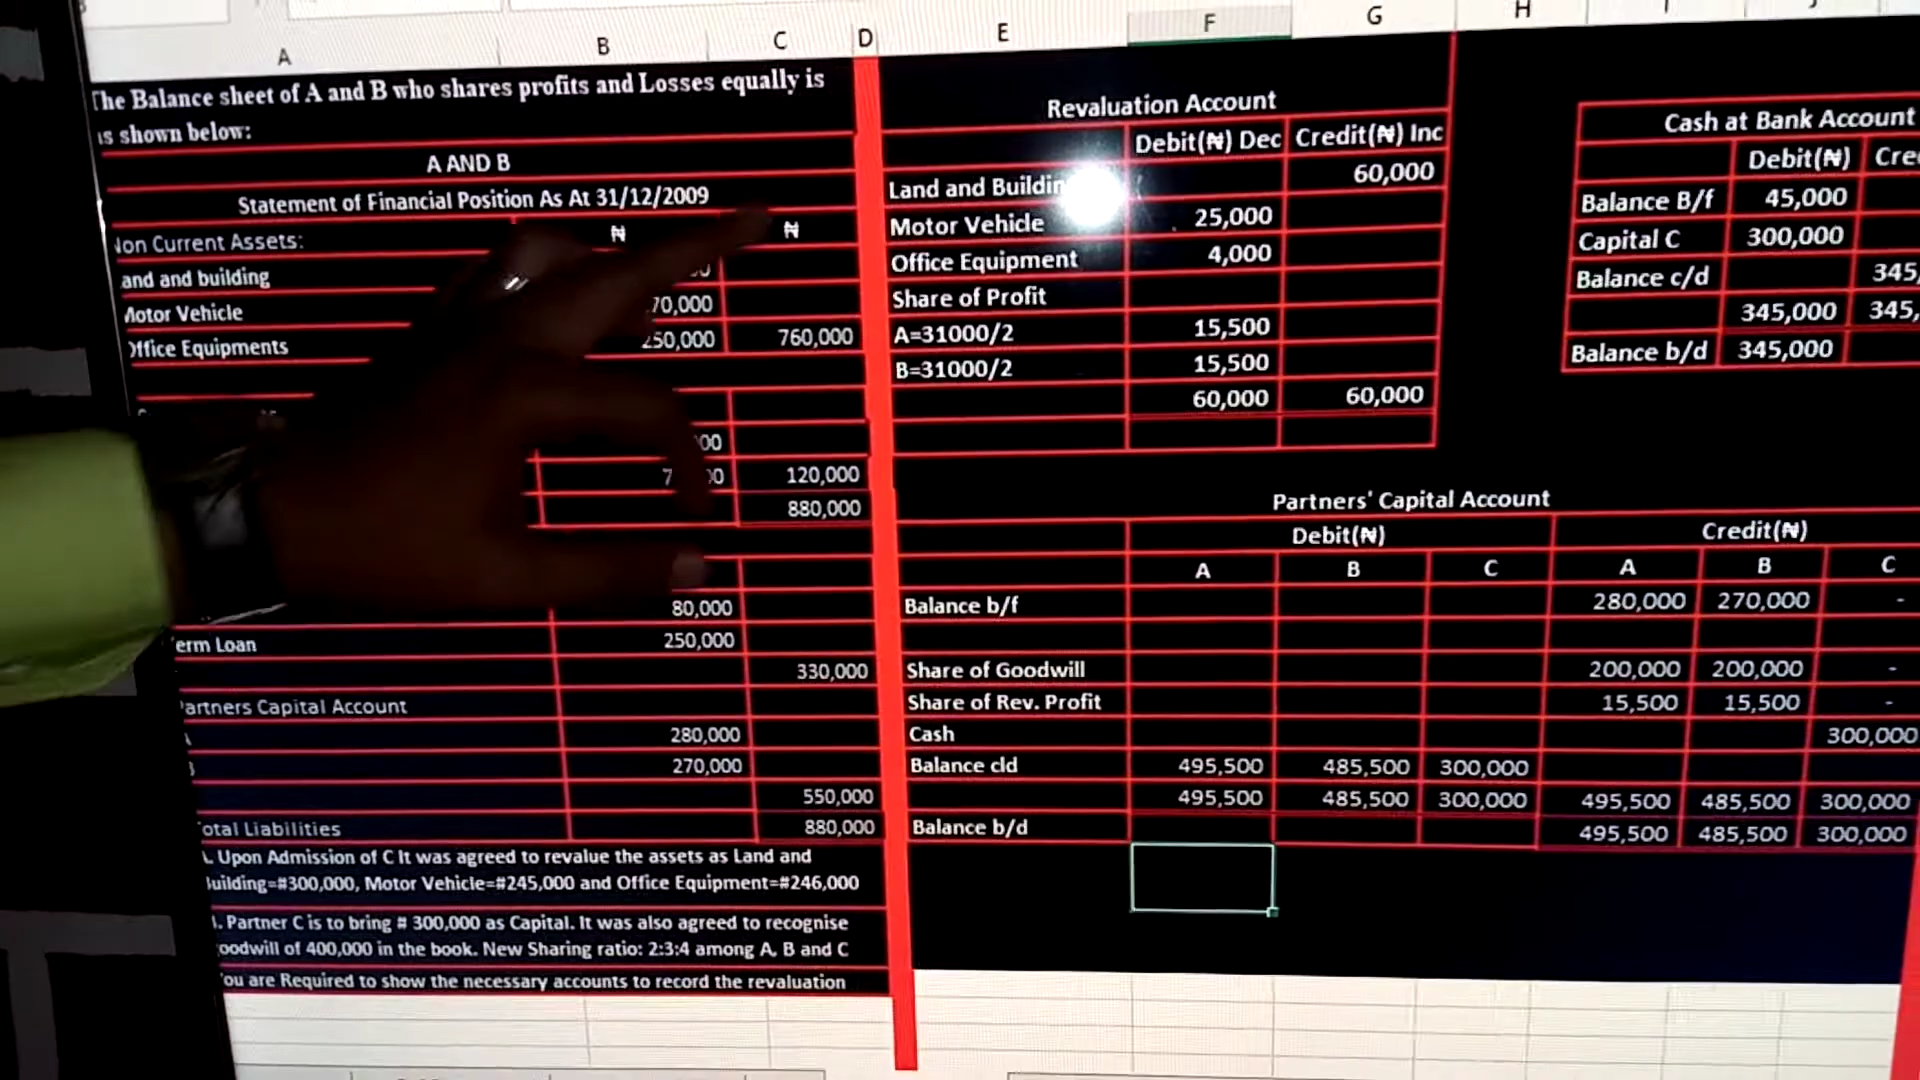 A B C D E F G H
The Balance sheet of A and B who shares profits and Losses equally is
as shown below:
A AND B
Statement of Financial Position As At 31/12/2009
Non Current Assets: ₦ ₦
and and building
Motor Vehicle 70,000
Office Equipments 250,000 760,000
120,000
880,000
80,000
erm Loan 250,000
330,000
Partners Capital Account
280,000
270,000
550,000
otal Liabilities 880,000
Upon Admission of C It was agreed to revalue the assets as Land and
Building=#300,000, Motor Vehicle=#245,000 and Office Equipment=#246,000
. Partner C is to bring # 300,000 as Capital. It was also agreed to recognise
oodwill of 400,000 in the book. New Sharing ratio: 2:3:4 among A, B and C
ou are Required to show the necessary accounts to record the revaluation
Revaluation Account
Debit(₦) Dec Credit(₦) Inc
Land and Buildin 60,000
Motor Vehicle 25,000
Office Equipment 4,000
Share of Profit
A=31000/2 15,500
B=31000/2 15,500
60,000 60,000
Cash at Bank Account
Debit(₦) Cre
Balance B/f 45,000
Capital C 300,000
Balance c/d 345,
345,000 345,
Balance b/d 345,000
Partners' Capital Account
Debit(₦) Credit(₦)
A B C A B C
Balance b/f 280,000 270,000 -
Share of Goodwill 200,000 200,000 -
Share of Rev. Profit 15,500 15,500 -
Cash 300,000
Balance cld 495,500 485,500 300,000
495,500 485,500 300,000 495,500 485,500 300,000
Balance b/d 495,500 485,500 300,000